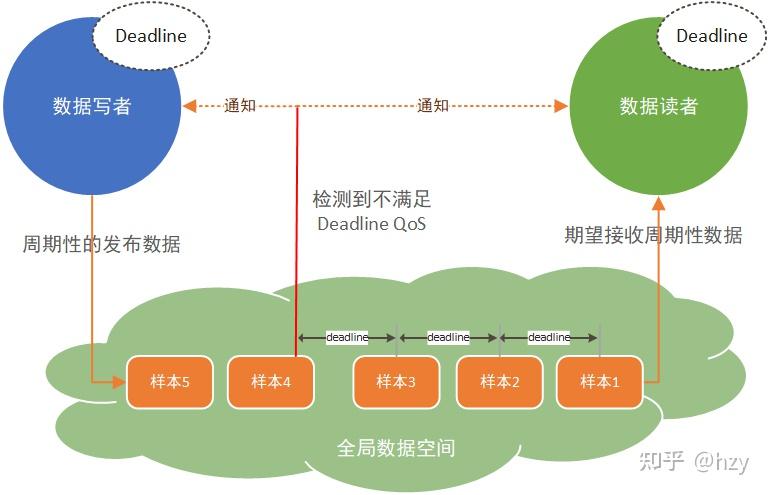 Deadline
Deadline
数据写者
通知
通知
数据读者
检测到不满足
Deadline QoS
周期性的发布数据
期望接收周期性数据
deadline
deadline
deadline
样本5
样本4
样本3
样本2
样本1
全局数据空间
知乎 @hzy